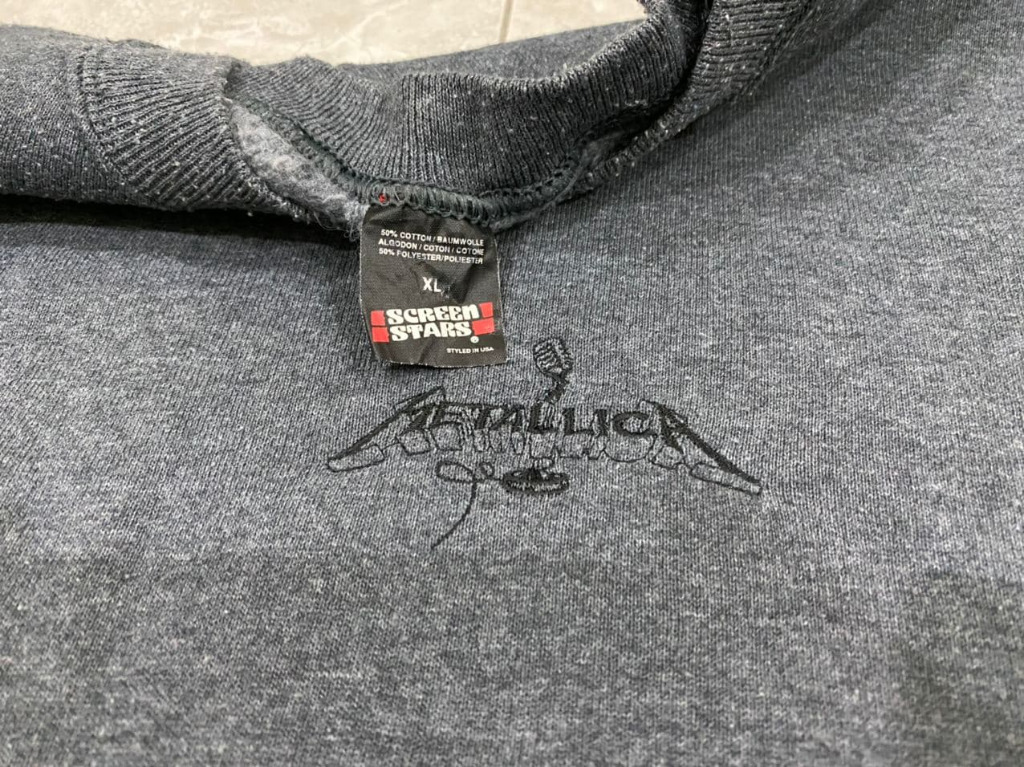 50% COTTON/BAUMWOLLE
ALGODON/COTON/COTONE
50% POLYESTER/POLIESTER
XL
SCREEN
STARS®
STYLED IN USA
METALLICA